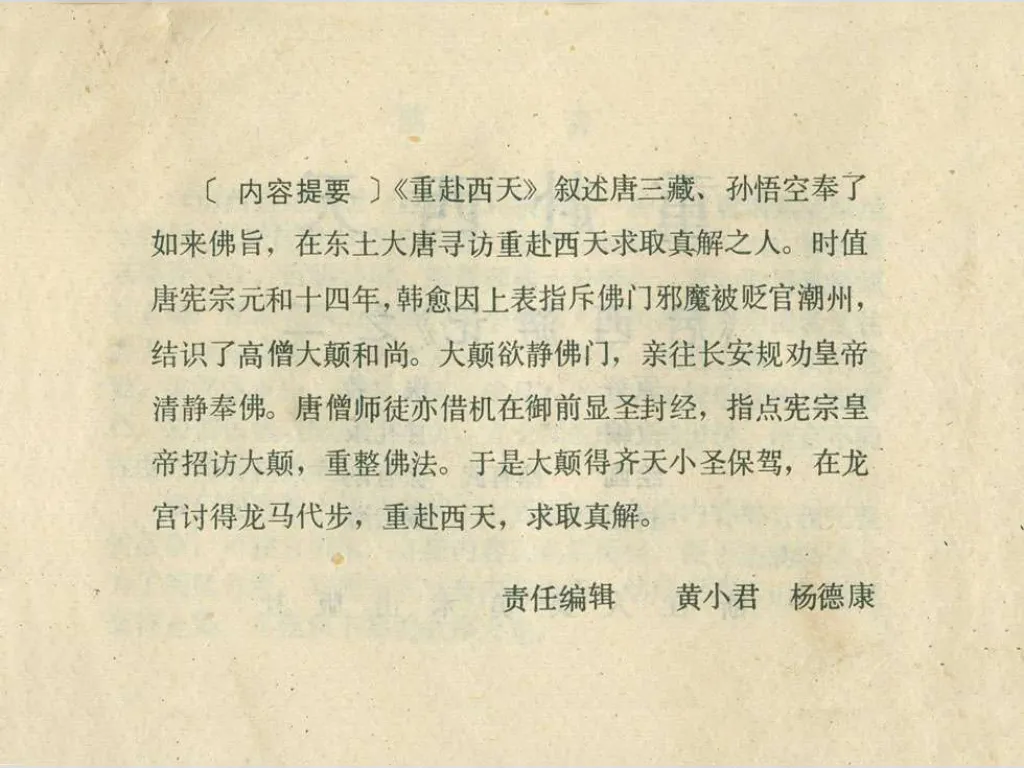 〔 内容提要 〕《重赴西天》叙述唐三藏、孙悟空奉了
如来佛旨，在东土大唐寻访重赴西天求取真解之人。时值
唐宪宗元和十四年，韩愈因上表指斥佛门邪魔被贬官潮州，
结识了高僧大颠和尚。大颠欲静佛门，亲往长安规劝皇帝
清静奉佛。唐僧师徒亦借机在御前显圣封经，指点宪宗皇
帝招访大颠，重整佛法。于是大颠得齐天小圣保驾，在龙
宫讨得龙马代步，重赴西天，求取真解。
责任编辑　　黄小君　杨德康